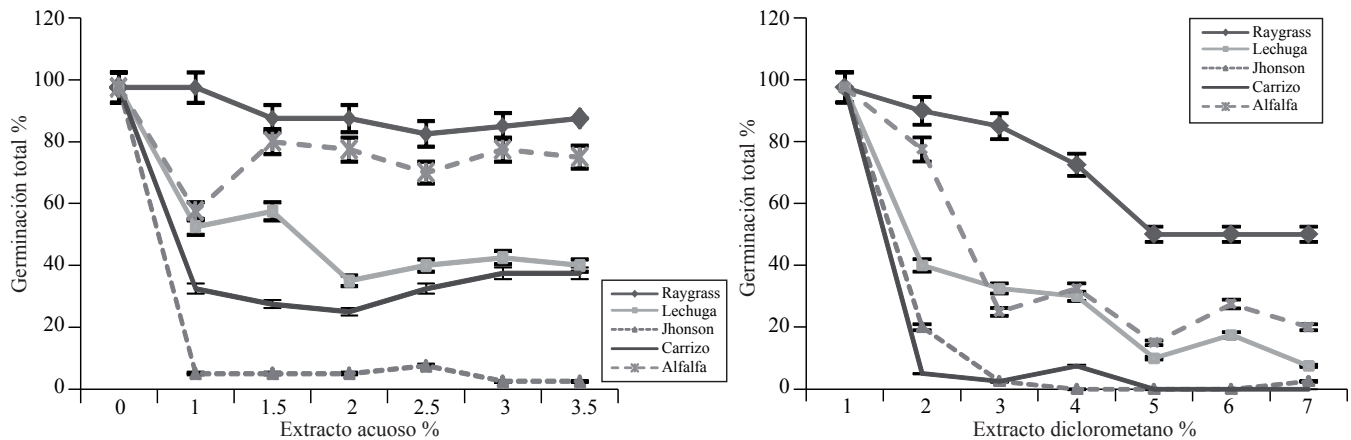 Germinación total %
120
100
80
60
40
20
0
0 1 1.5 2 2.5 3 3.5
Extracto acuoso %
Raygrass
Lechuga
Jhonson
Carrizo
Alfalfa
Germinación total %
120
100
80
60
40
20
0
1 2 3 4 5 6 7
Extracto diclorometano %
Raygrass
Lechuga
Jhonson
Carrizo
Alfalfa